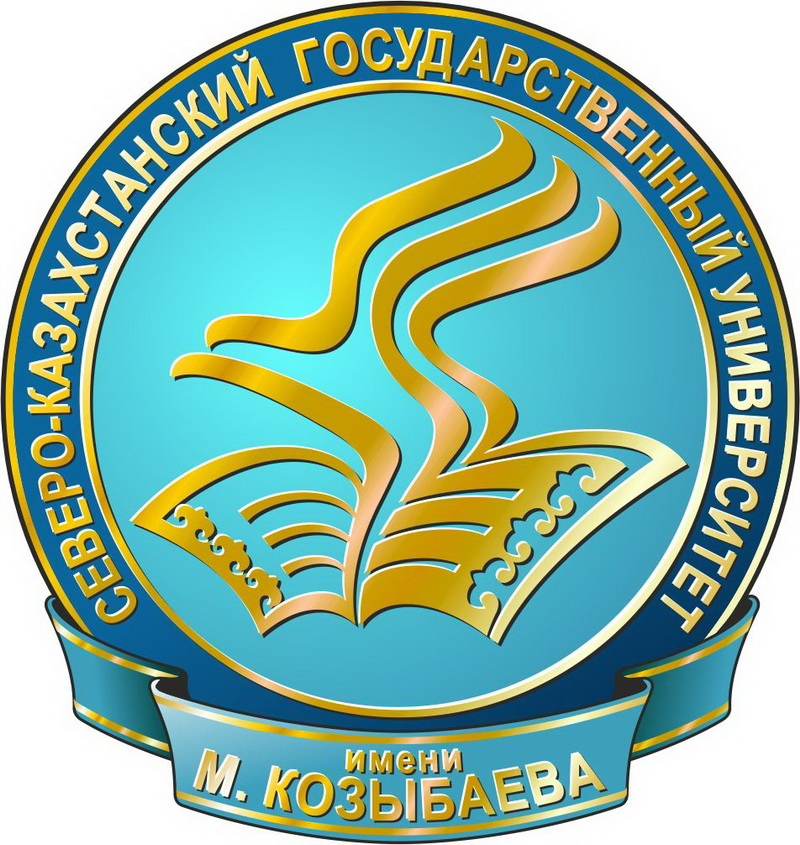 СЕВЕРО-КАЗАХСТАНСКИЙ ГОСУДАРСТВЕННЫЙ УНИВЕРСИТЕТ
имени
М. КОЗЫБАЕВА